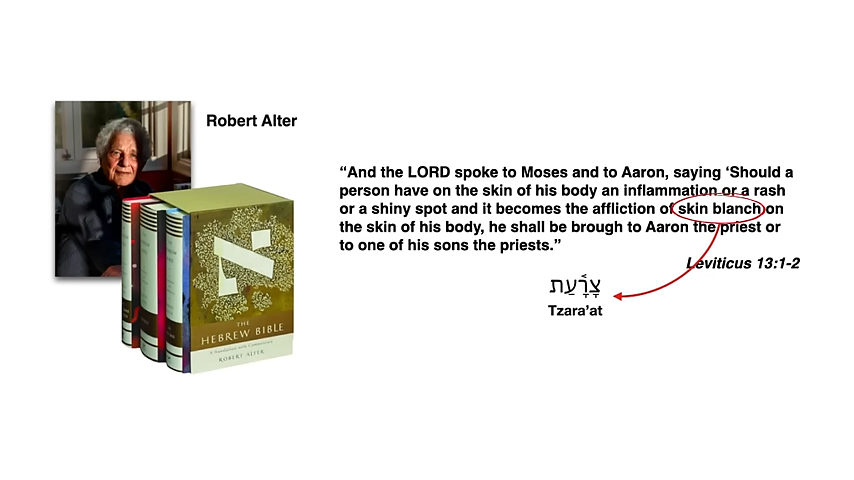 Robert Alter
“And the LORD spoke to Moses and to Aaron, saying ‘Should a
person have on the skin of his body an inflammation or a rash
or a shiny spot and it becomes the affliction of skin blanch on
the skin of his body, he shall be brough to Aaron the priest or
to one of his sons the priests.”
Leviticus 13:1-2
צָרָ֑עַת
Tzara’at
א
THE
HEBREW BIBLE
A Translation with Commentary
ROBERT ALTER